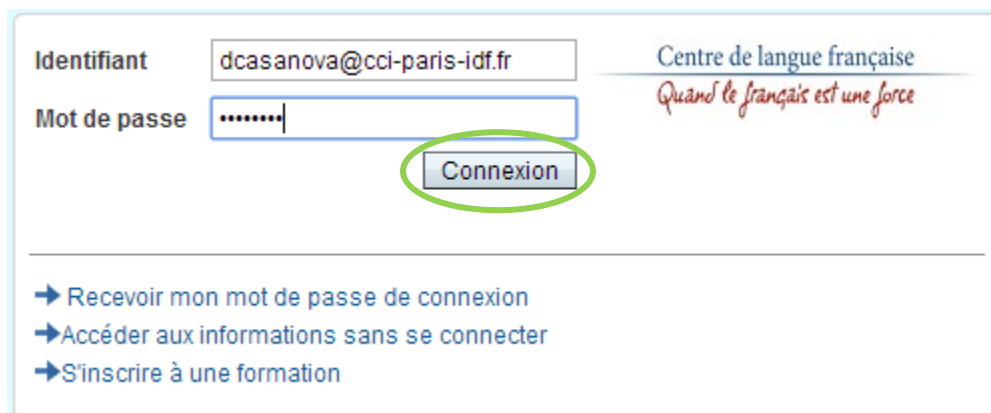 Identifiant
dcasanova@cci-paris-idf.fr
Centre de langue française
Quand le français est une force
Mot de passe
••••••••
Connexion
Recevoir mon mot de passe de connexion
Accéder aux informations sans se connecter
S'inscrire à une formation